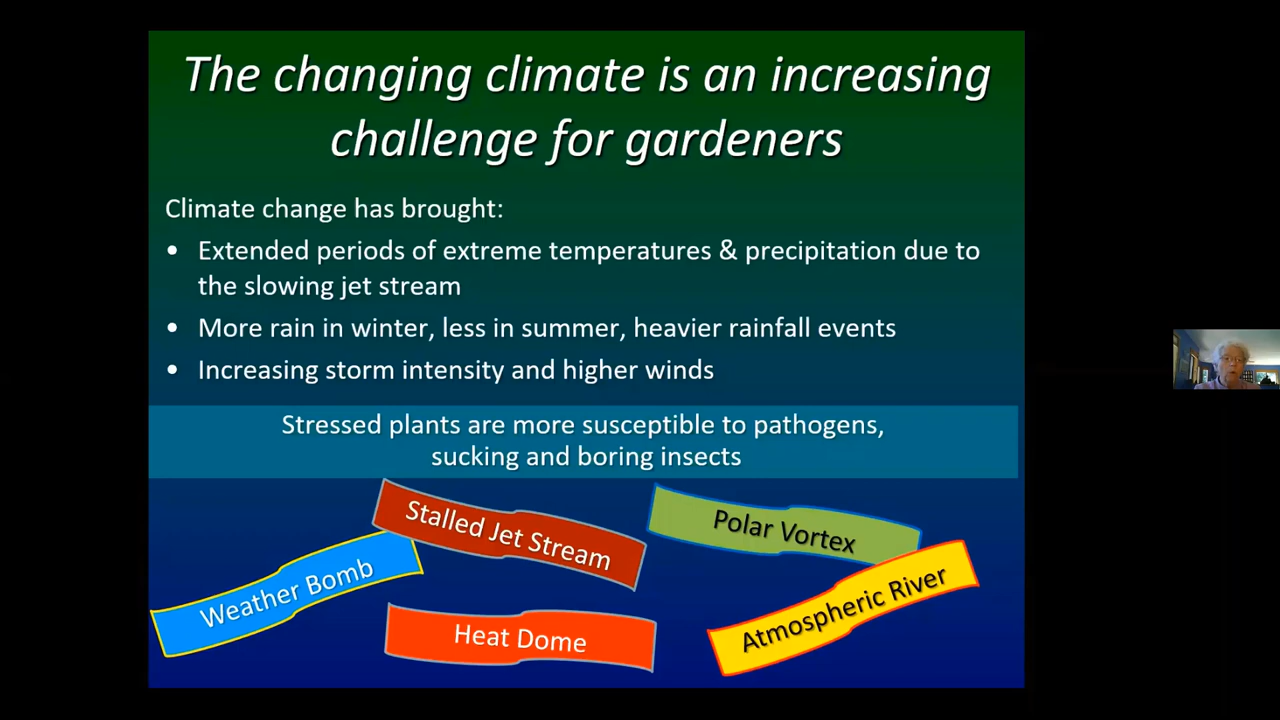 The changing climate is an increasing
challenge for gardeners
Climate change has brought:
• Extended periods of extreme temperatures & precipitation due to
the slowing jet stream
• More rain in winter, less in summer, heavier rainfall events
• Increasing storm intensity and higher winds
Stressed plants are more susceptible to pathogens,
sucking and boring insects
Stalled Jet Stream
Polar Vortex
Weather Bomb
Heat Dome
Atmospheric River